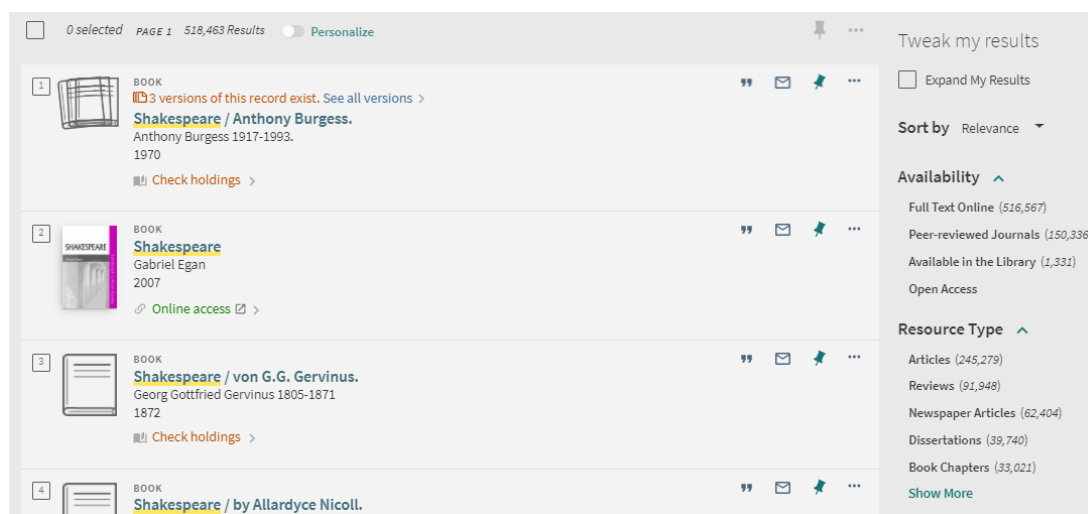 0 selected PAGE 1 518,463 Results Personalize
1
BOOK
3 versions of this record exist. See all versions
Shakespeare / Anthony Burgess.
Anthony Burgess 1917-1993.
1970
Check holdings
2
SHAKESPEARE
BOOK
Shakespeare
Gabriel Egan
2007
Online access
3
BOOK
Shakespeare / von G.G. Gervinus.
Georg Gottfried Gervinus 1805-1871
1872
Check holdings
4
BOOK
Shakespeare / by Allardyce Nicoll.
Tweak my results
Expand My Results
Sort by Relevance
Availability
Full Text Online (516,567)
Peer-reviewed Journals (150,336
Available in the Library (1,331)
Open Access
Resource Type
Articles (245,279)
Reviews (91,948)
Newspaper Articles (62,404)
Dissertations (39,740)
Book Chapters (33,021)
Show More